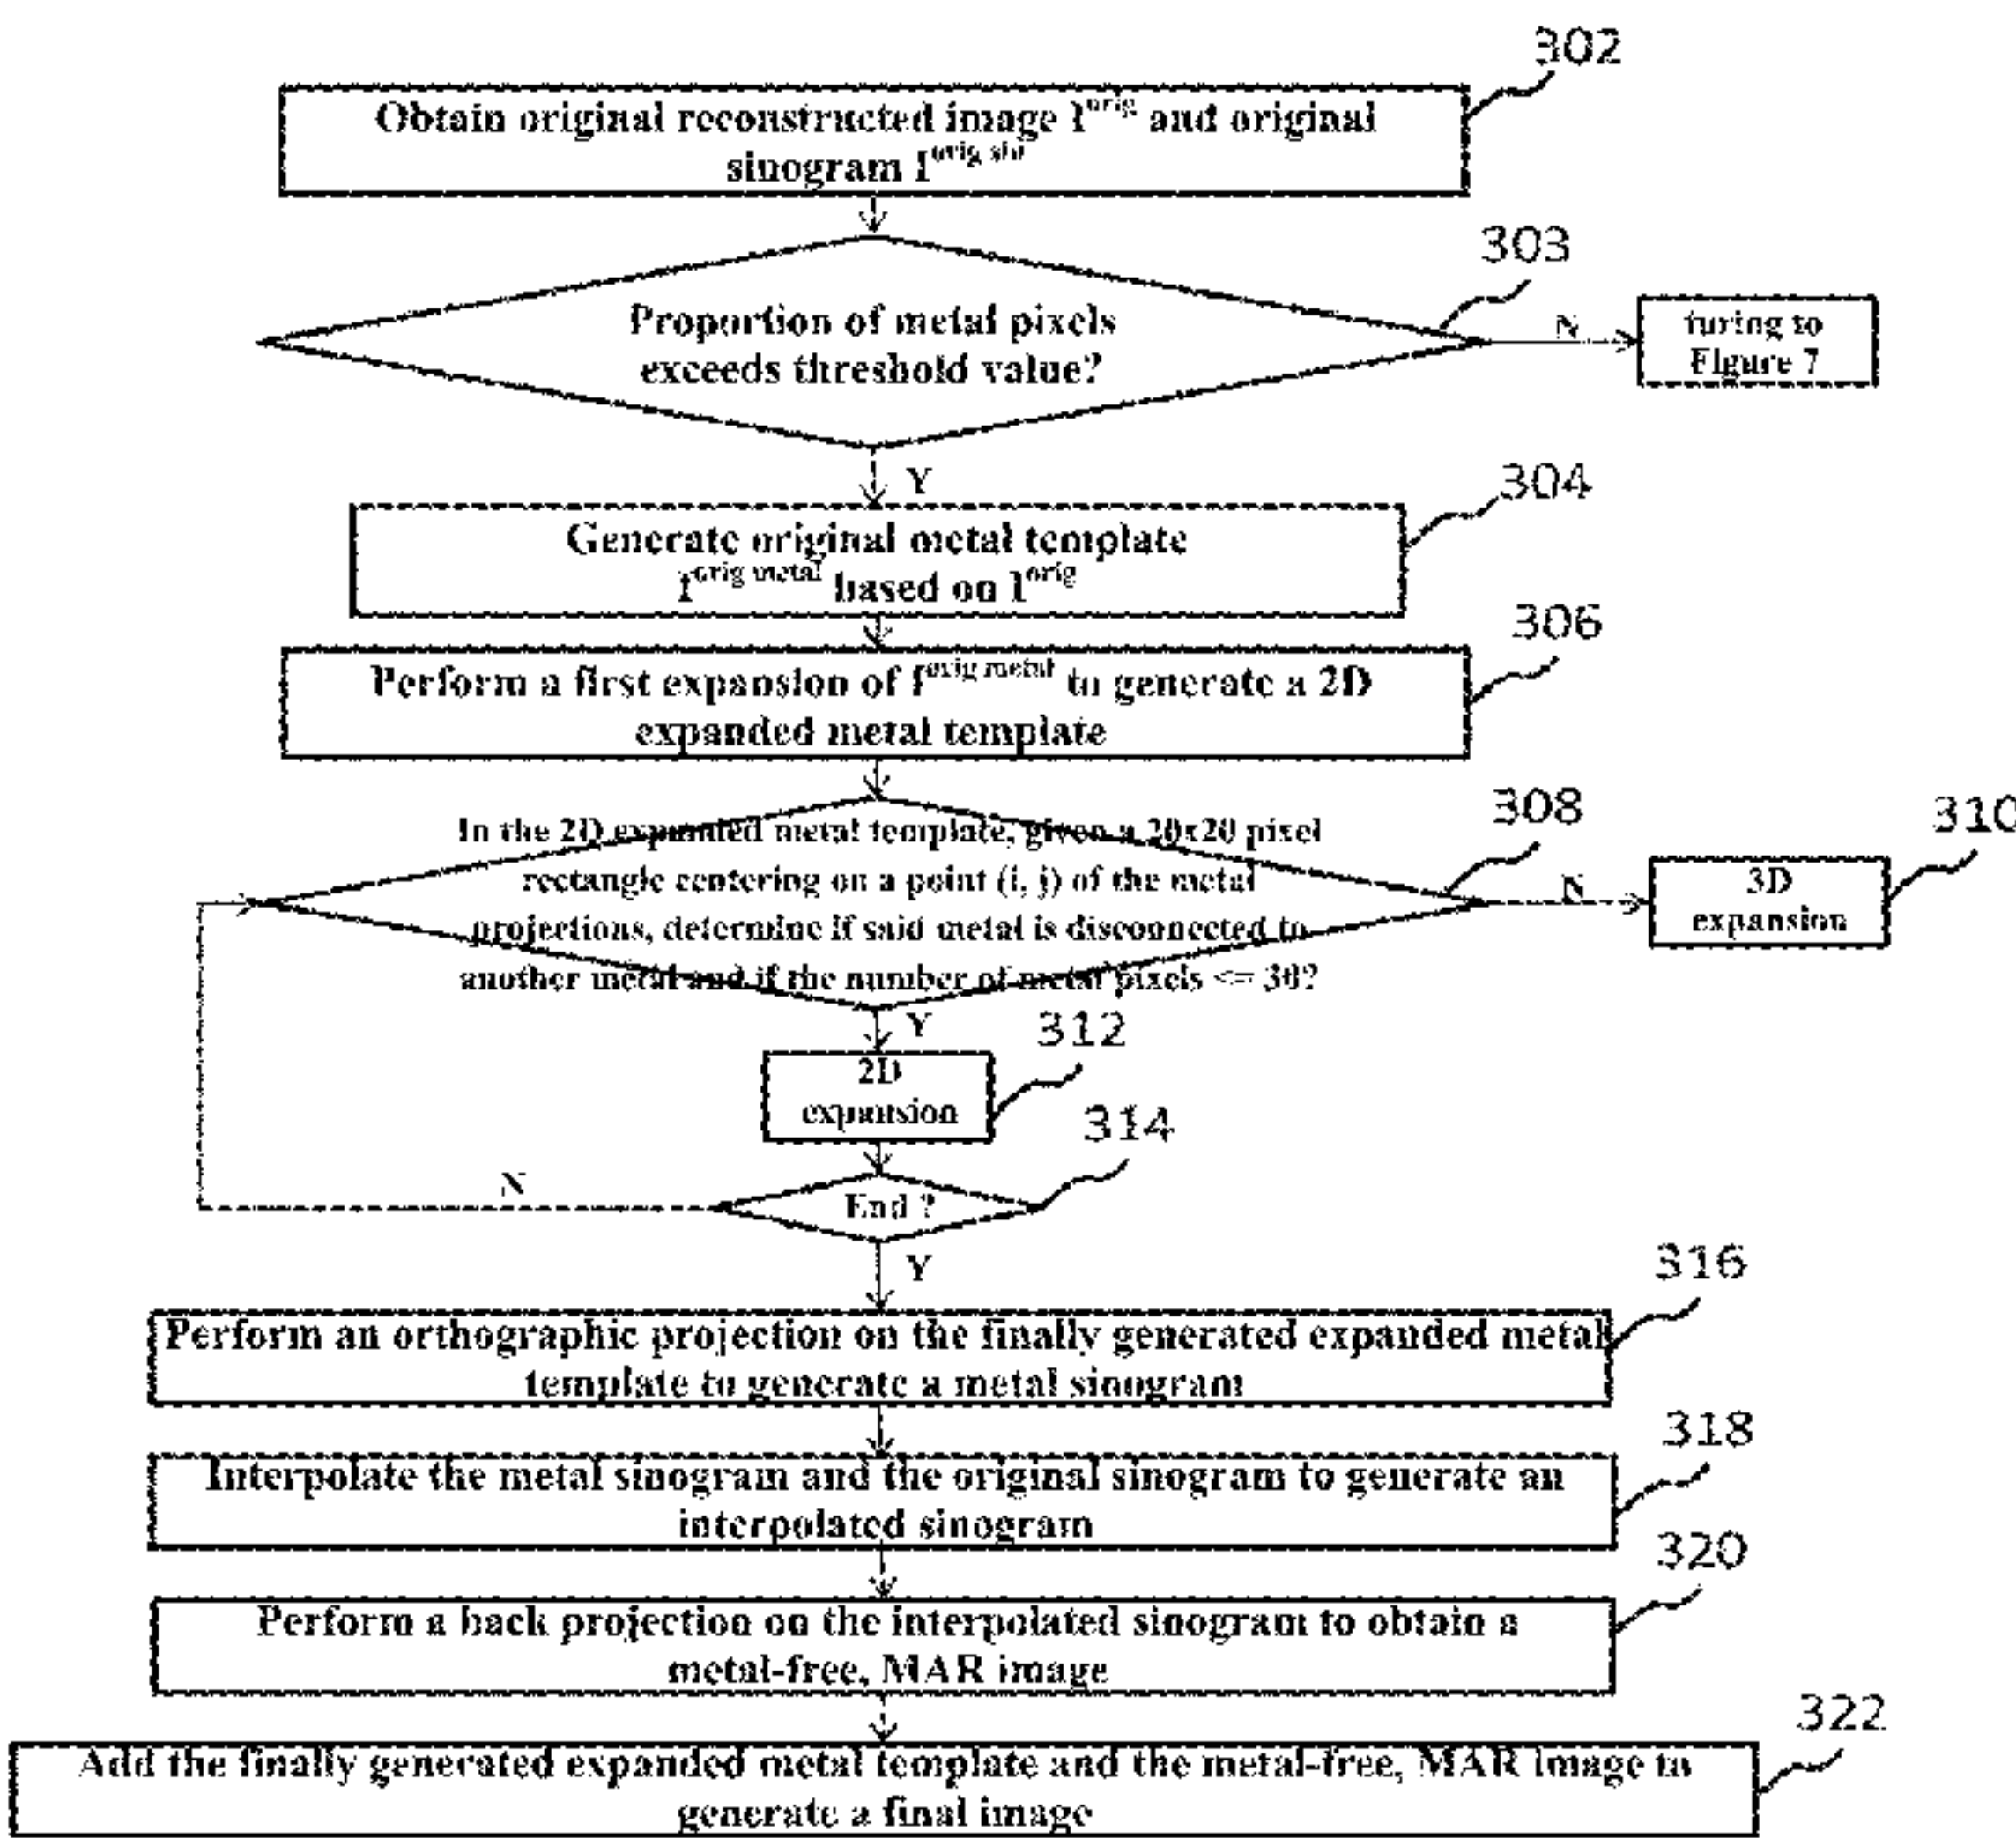 302
Obtain original reconstructed image I^orig and original
sinogram I^orig sin
303
Proportion of metal pixels
exceeds threshold value?
N
turing to
Figure 7
Y
304
Generate original metal template
I^orig metal based on I^orig
306
Perform a first expansion of I^orig metal to generate a 2D
expanded metal template
308
310
In the 2D expanded metal template, given a 20x20 pixel
rectangle centering on a point (i, j) of the metal
projections, determine if said metal is disconnected to
another metal and if the number of metal pixels <= 30?
N
3D
expansion
Y
312
2D
expansion
314
N
End ?
Y
316
Perform an orthographic projection on the finally generated expanded metal
template to generate a metal sinogram
318
Interpolate the metal sinogram and the original sinogram to generate an
interpolated sinogram
320
Perform a back projection on the interpolated sinogram to obtain a
metal-free, MAR image
322
Add the finally generated expanded metal template and the metal-free, MAR image to
generate a final image